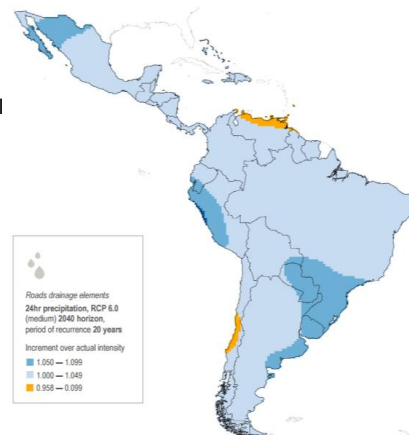 Roads drainage elements
24hr precipitation, RCP 6.0
(medium) 2040 horizon,
period of recurrence 20 years
Increment over actual intensity
1.050 — 1.099
1.000 — 1.049
0.958 — 0.099